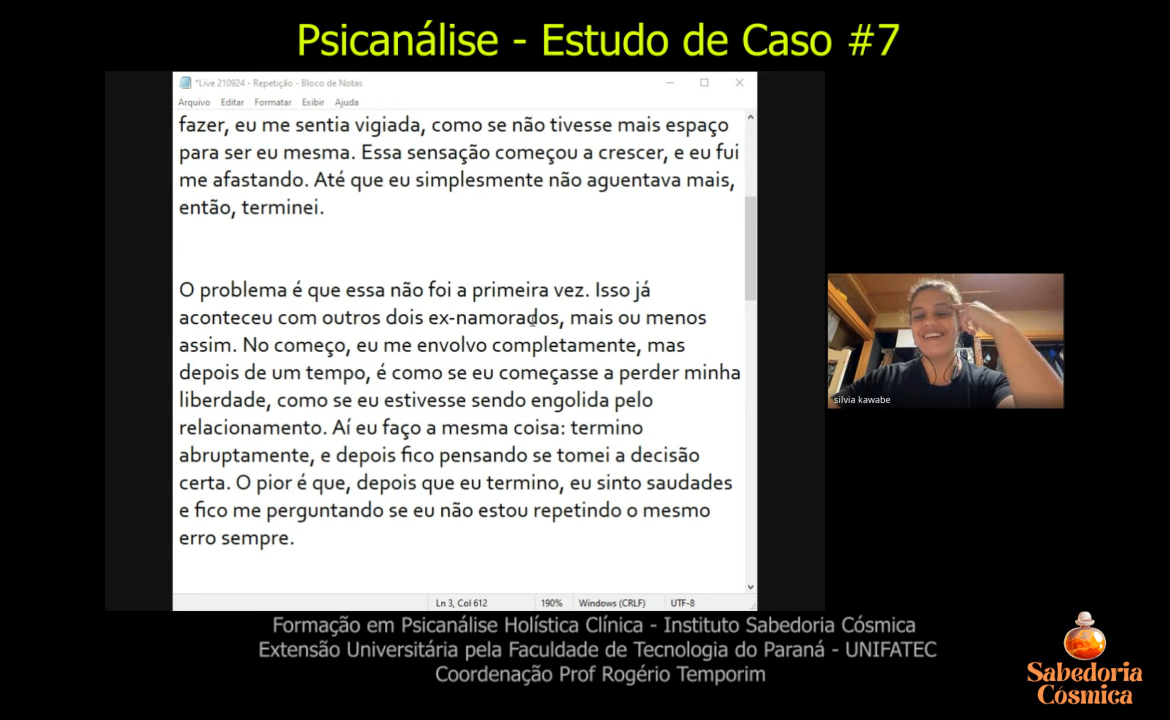 Psicanálise - Estudo de Caso #7
*Live 210924 - Repetição - Bloco de Notas
Arquivo Editar Formatar Exibir Ajuda
fazer, eu me sentia vigiada, como se não tivesse mais espaço
para ser eu mesma. Essa sensação começou a crescer, e eu fui
me afastando. Até que eu simplesmente não aguentava mais,
então, terminei.
O problema é que essa não foi a primeira vez. Isso já
aconteceu com outros dois ex-namorados, mais ou menos
assim. No começo, eu me envolvo completamente, mas
depois de um tempo, é como se eu começasse a perder minha
liberdade, como se eu estivesse sendo engolida pelo
relacionamento. Aí eu faço a mesma coisa: termino
abruptamente, e depois fico pensando se tomei a decisão
certa. O pior é que, depois que eu termino, eu sinto saudades
e fico me perguntando se eu não estou repetindo o mesmo
erro sempre.
Ln 3, Col 612 190% Windows (CRLF) UTF-8
silvia kawabe
Formação em Psicanálise Holística Clínica - Instituto Sabedoria Cósmica
Extensão Universitária pela Faculdade de Tecnologia do Paraná - UNIFATEC
Coordenação Prof Rogério Temporim
Sabedoria
Cósmica